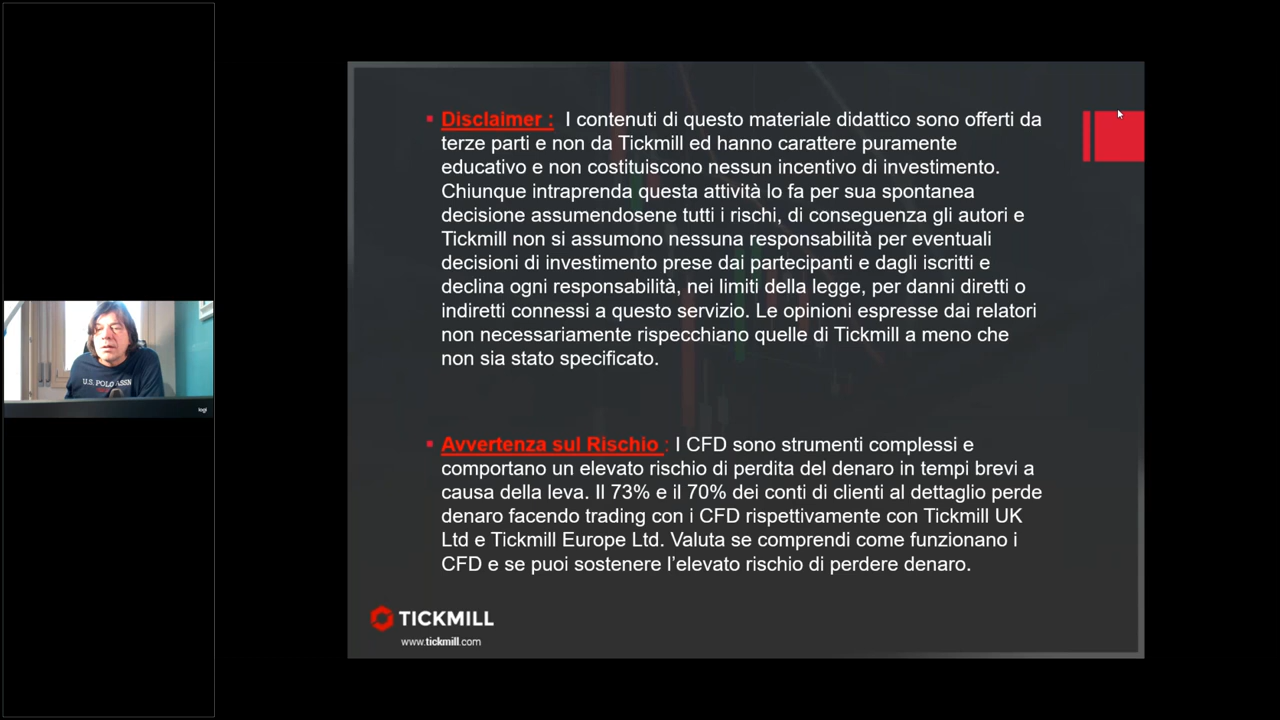 Disclaimer : I contenuti di questo materiale didattico sono offerti da
terze parti e non da Tickmill ed hanno carattere puramente
educativo e non costituiscono nessun incentivo di investimento.
Chiunque intraprenda questa attività lo fa per sua spontanea
decisione assumendosene tutti i rischi, di conseguenza gli autori e
Tickmill non si assumono nessuna responsabilità per eventuali
decisioni di investimento prese dai partecipanti e dagli iscritti e
declina ogni responsabilità, nei limiti della legge, per danni diretti o
indiretti connessi a questo servizio. Le opinioni espresse dai relatori
non necessariamente rispecchiano quelle di Tickmill a meno che
non sia stato specificato.
Avvertenza sul Rischio : I CFD sono strumenti complessi e
comportano un elevato rischio di perdita del denaro in tempi brevi a
causa della leva. Il 73% e il 70% dei conti di clienti al dettaglio perde
denaro facendo trading con i CFD rispettivamente con Tickmill UK
Ltd e Tickmill Europe Ltd. Valuta se comprendi come funzionano i
CFD e se puoi sostenere l'elevato rischio di perdere denaro.
TICKMILL
www.tickmill.com
U.S. POLO ASSN
logi